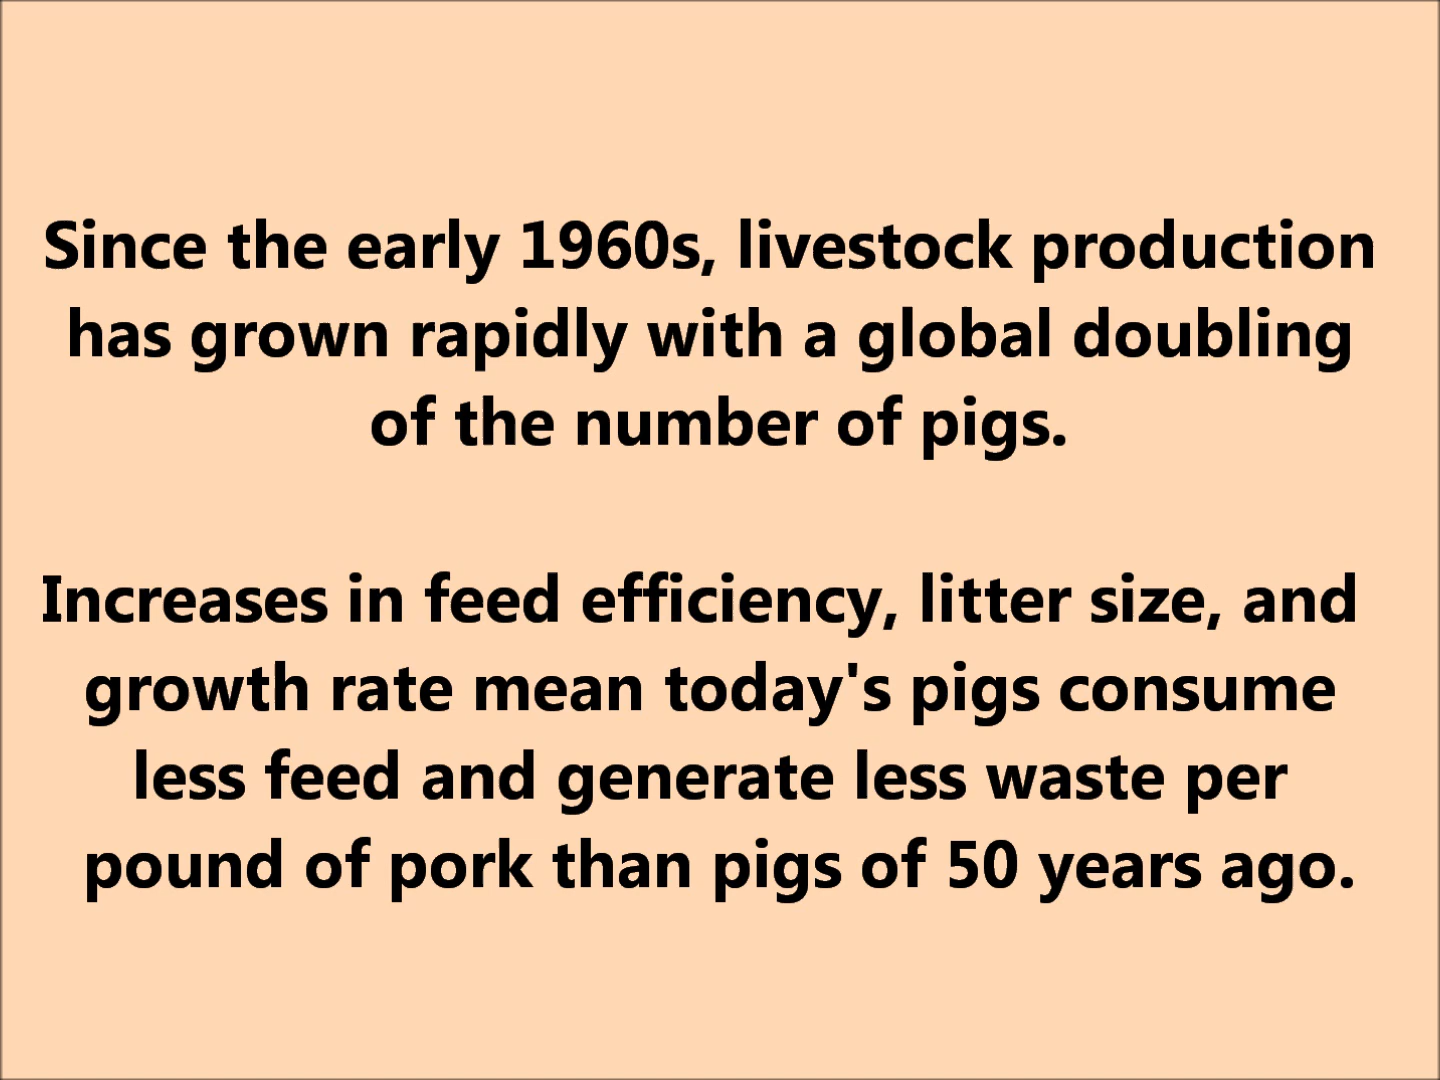 Since the early 1960s, livestock production
has grown rapidly with a global doubling
of the number of pigs.
Increases in feed efficiency, litter size, and
growth rate mean today's pigs consume
less feed and generate less waste per
pound of pork than pigs of 50 years ago.